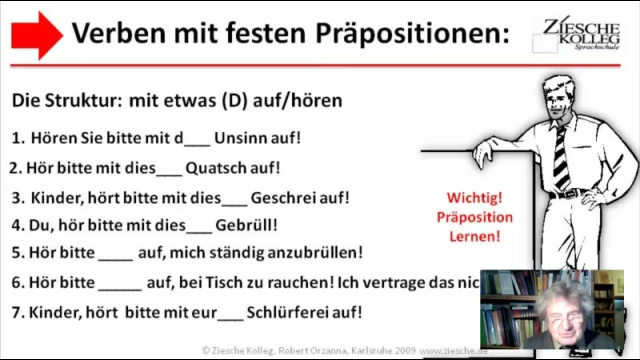 Verben mit festen Präpositionen:
ZIESCHE
KOLLEG
Sprachschule
Die Struktur: mit etwas (D) auf/hören
1. Hören Sie bitte mit d___ Unsinn auf!
2. Hör bitte mit dies___ Quatsch auf!
3. Kinder, hört bitte mit dies___ Geschrei auf!
4. Du, hör bitte mit dies___ Gebrüll!
5. Hör bitte ____ auf, mich ständig anzubrüllen!
6. Hör bitte _____ auf, bei Tisch zu rauchen! Ich vertrage das nic
7. Kinder, hört bitte mit eur___ Schlürferei auf!
Wichtig!
Präposition
Lernen!
© Ziesche Kolleg, Robert Orzanna, Karlsruhe 2009 www.ziesche.de